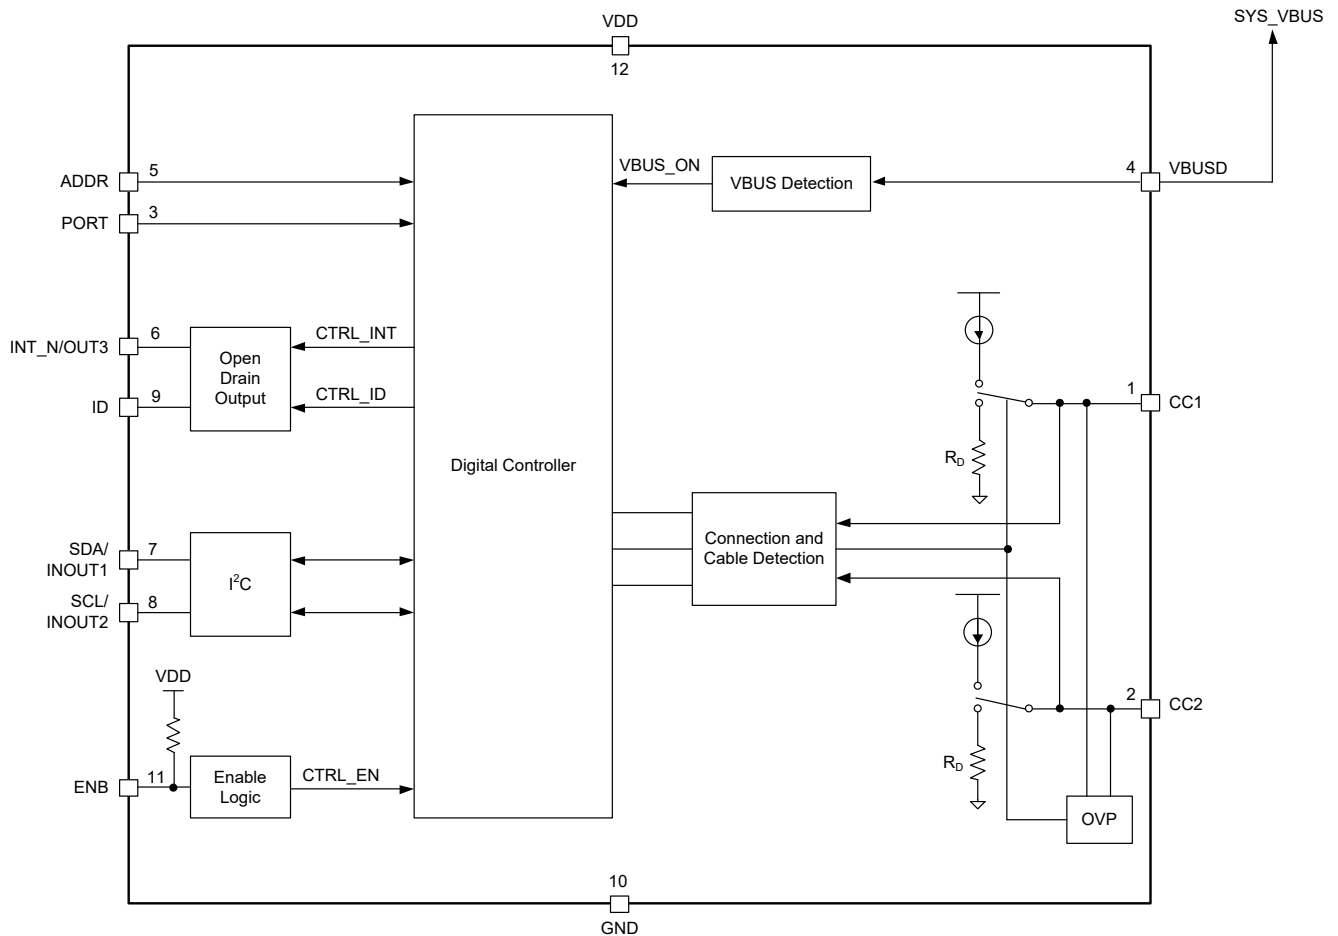 SYS_VBUS
VDD
12
VBUS_ON
VBUS Detection
4
VBUSD
5
ADDR
3
PORT
6
INT_N/OUT3
CTRL_INT
Open
Drain
Output
9
ID
CTRL_ID
1
CC1
Digital Controller
RD
Connection and
Cable Detection
SDA/
INOUT1
7
I2C
SCL/
INOUT2
8
VDD
2
CC2
RD
ENB
11
Enable
Logic
CTRL_EN
OVP
10
GND